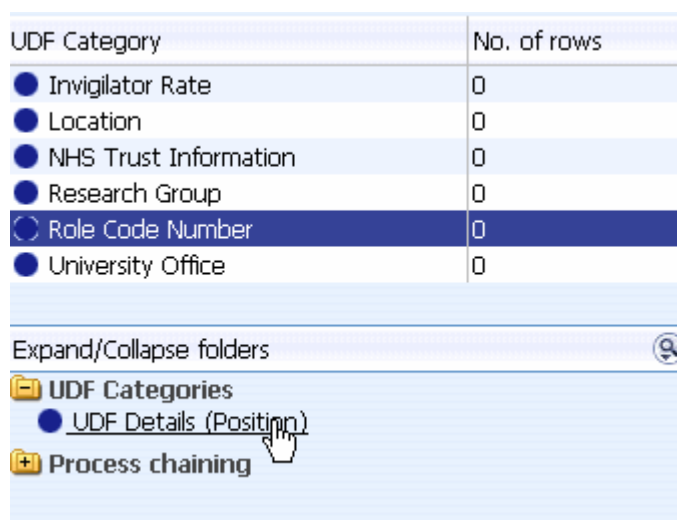 UDF Category No. of rows
Invigilator Rate 0
Location 0
NHS Trust Information 0
Research Group 0
Role Code Number 0
University Office 0
Expand/Collapse folders
UDF Categories
UDF Details (Position)
Process chaining